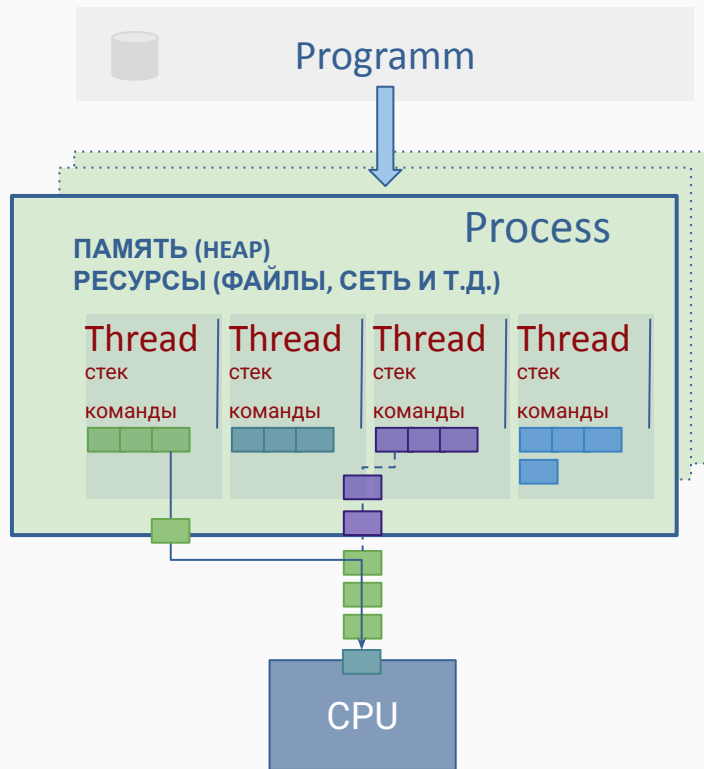 Programm
Process
ПАМЯТЬ (HEAP)
РЕСУРСЫ (ФАЙЛЫ, СЕТЬ И Т.Д.)
Thread Thread Thread Thread
стек стек стек стек
команды команды команды команды
CPU